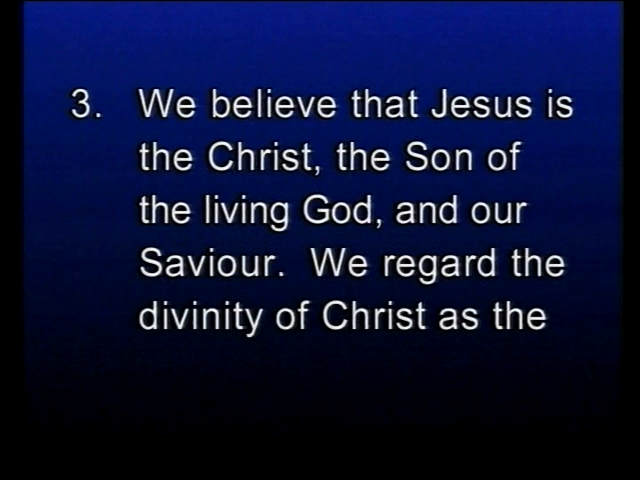 3. We believe that Jesus is
the Christ, the Son of
the living God, and our
Saviour. We regard the
divinity of Christ as the